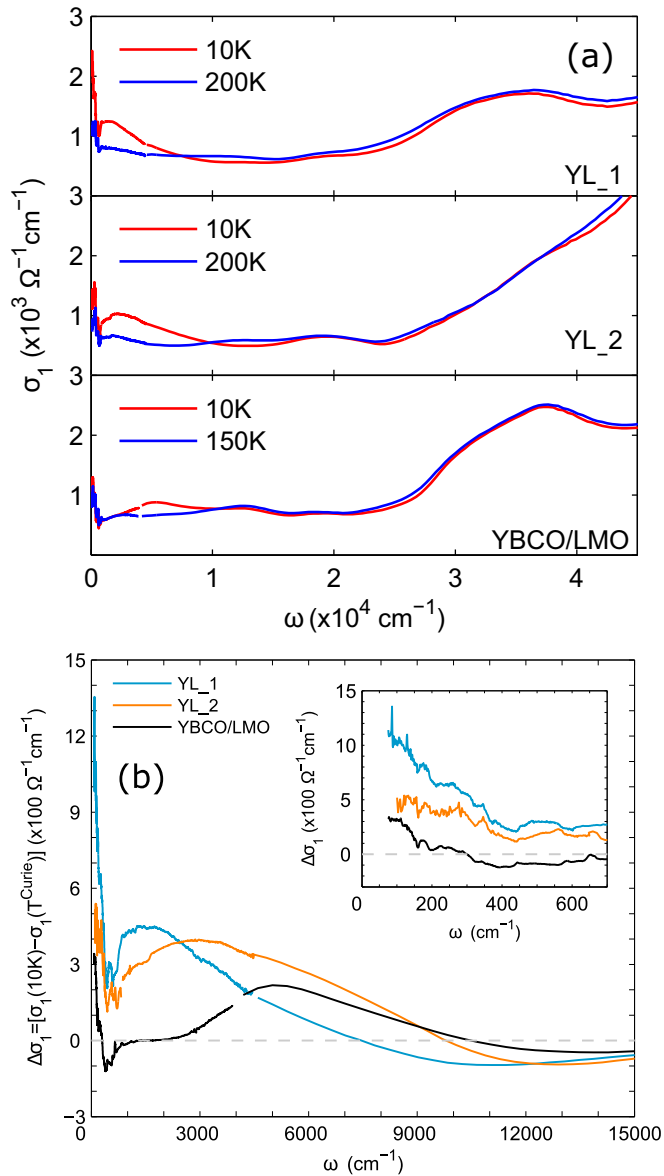 3
10K
200K
(a)
2
1
YL_1
3
10K
200K
2
1
YL_2
σ₁ (x10³ Ω⁻¹cm⁻¹)
3
10K
150K
2
1
YBCO/LMO
0 1 2 3 4
ω (x10⁴ cm⁻¹)
15
YL_1
YL_2
YBCO/LMO
12
(b)
9
6
3
0
−3
Δσ₁=[σ₁(10K)−σ₁(Tᶜᵘʳⁱᵉ)] (x100 Ω⁻¹cm⁻¹)
15
10
5
0
Δσ₁ (x100 Ω⁻¹cm⁻¹)
0 200 400 600
ω (cm⁻¹)
0 3000 6000 9000 12000 15000
ω (cm⁻¹)